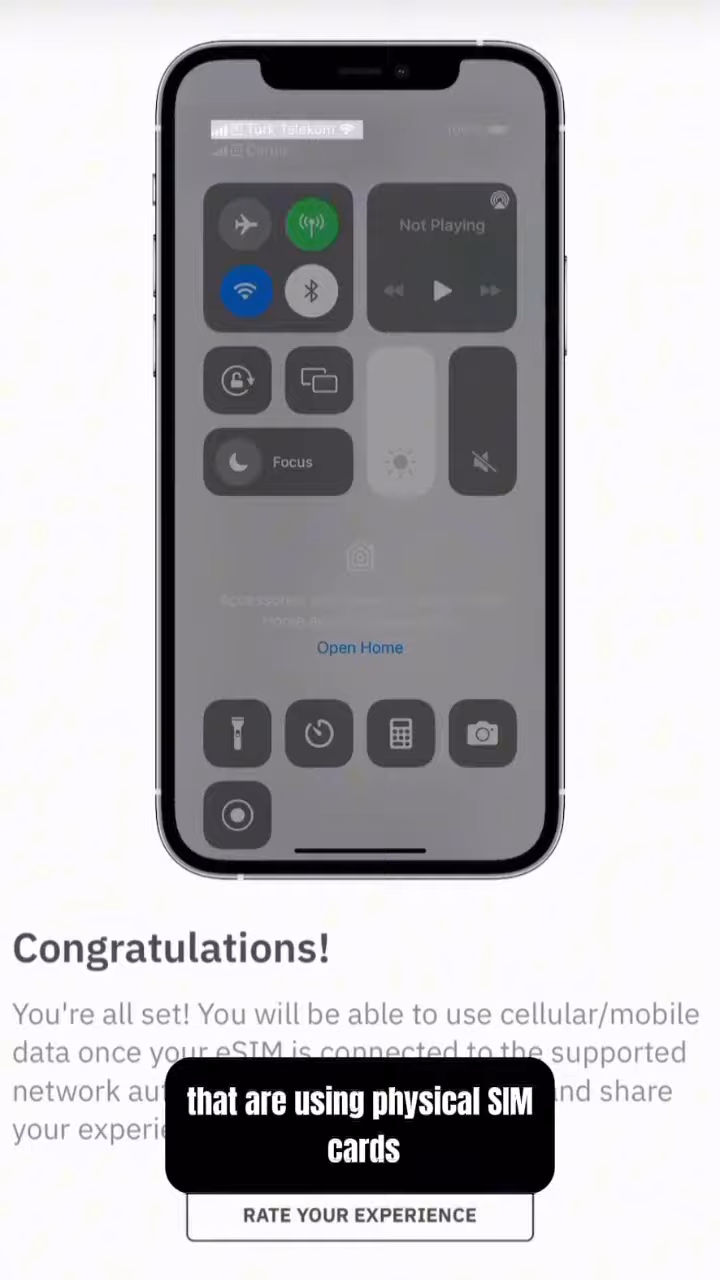 Türk Telekom
Not Playing
Focus
Open Home
Congratulations!
You're all set! You will be able to use cellular/mobile
data once your eSIM is connected to the supported
network and share
your
that are using physical SIM
cards
RATE YOUR EXPERIENCE